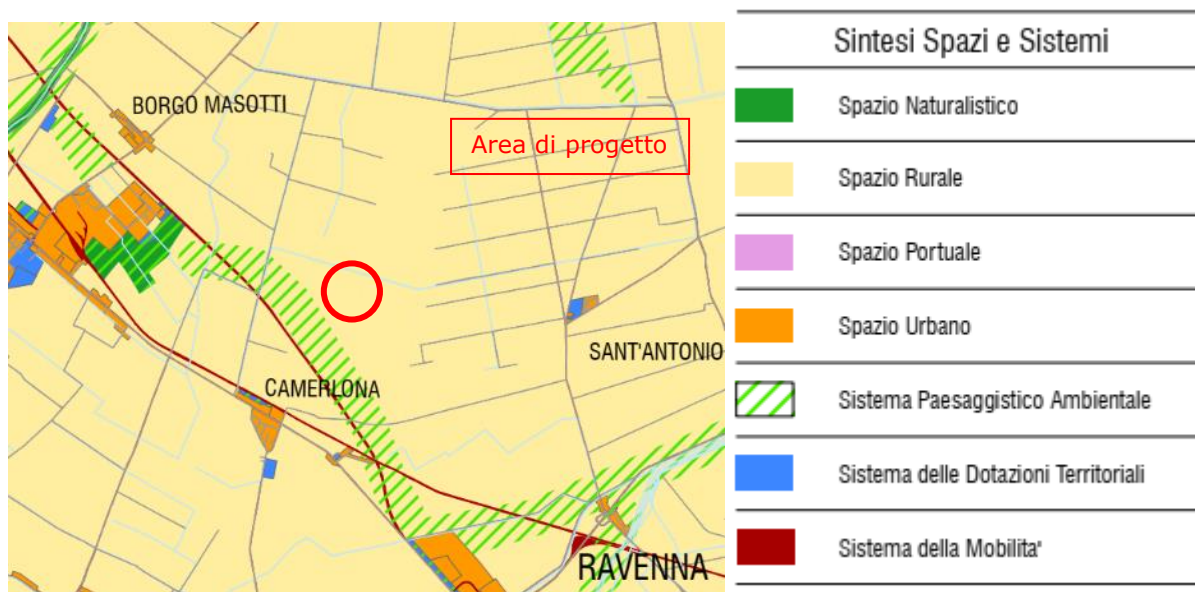 BORGO MASOTTI
Area di progetto
SANT'ANTONIO
CAMERLONA
RAVENNA
Sintesi Spazi e Sistemi
Spazio Naturalistico
Spazio Rurale
Spazio Portuale
Spazio Urbano
Sistema Paesaggistico Ambientale
Sistema delle Dotazioni Territoriali
Sistema della Mobilita'